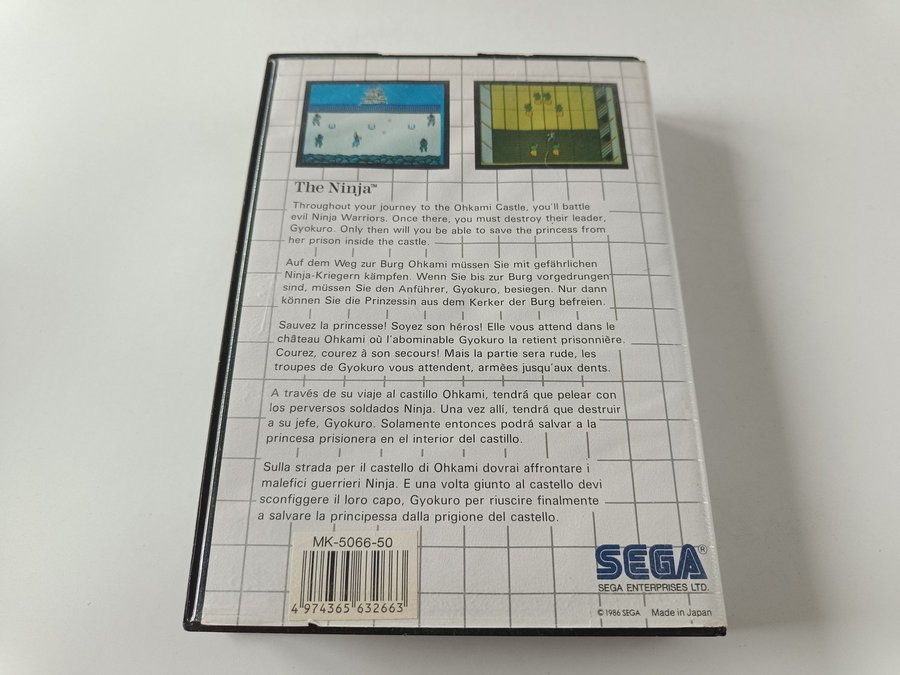 The Ninja™
Throughout your journey to the Ohkami Castle, you'll battle
evil Ninja Warriors. Once there, you must destroy their leader,
Gyokuro. Only then will you be able to save the princess from
her prison inside the castle.
Auf dem Weg zur Burg Ohkami müssen Sie mit gefährlichen
Ninja-Kriegern kämpfen. Wenn Sie bis zur Burg vorgedrungen
sind, müssen Sie den Anführer, Gyokuro, besiegen. Nur dann
können Sie die Prinzessin aus dem Kerker der Burg befreien.
Sauvez la princesse! Soyez son héros! Elle vous attend dans le
château Ohkami où l'abominable Gyokuro la retient prisonnière.
Courez, courez à son secours! Mais la partie sera rude, les
troupes de Gyokuro vous attendent, armées jusqu'aux dents.
A través de su viaje al castillo Ohkami, tendrá que pelear con
los perversos soldados Ninja. Una vez allí, tendrá que destruir
a su jefe, Gyokuro. Solamente entonces podrá salvar a la
princesa prisionera en el interior del castillo.
Sulla strada per il castello di Ohkami dovrai affrontare i
malefici guerrieri Ninja. E una volta giunto al castello devi
sconfiggere il loro capo, Gyokuro per riuscire finalmente
a salvare la principessa dalla prigione del castello.
MK-5066-50
4 974365 632663
SEGA®
SEGA ENTERPRISES LTD.
© 1986 SEGA Made in Japan